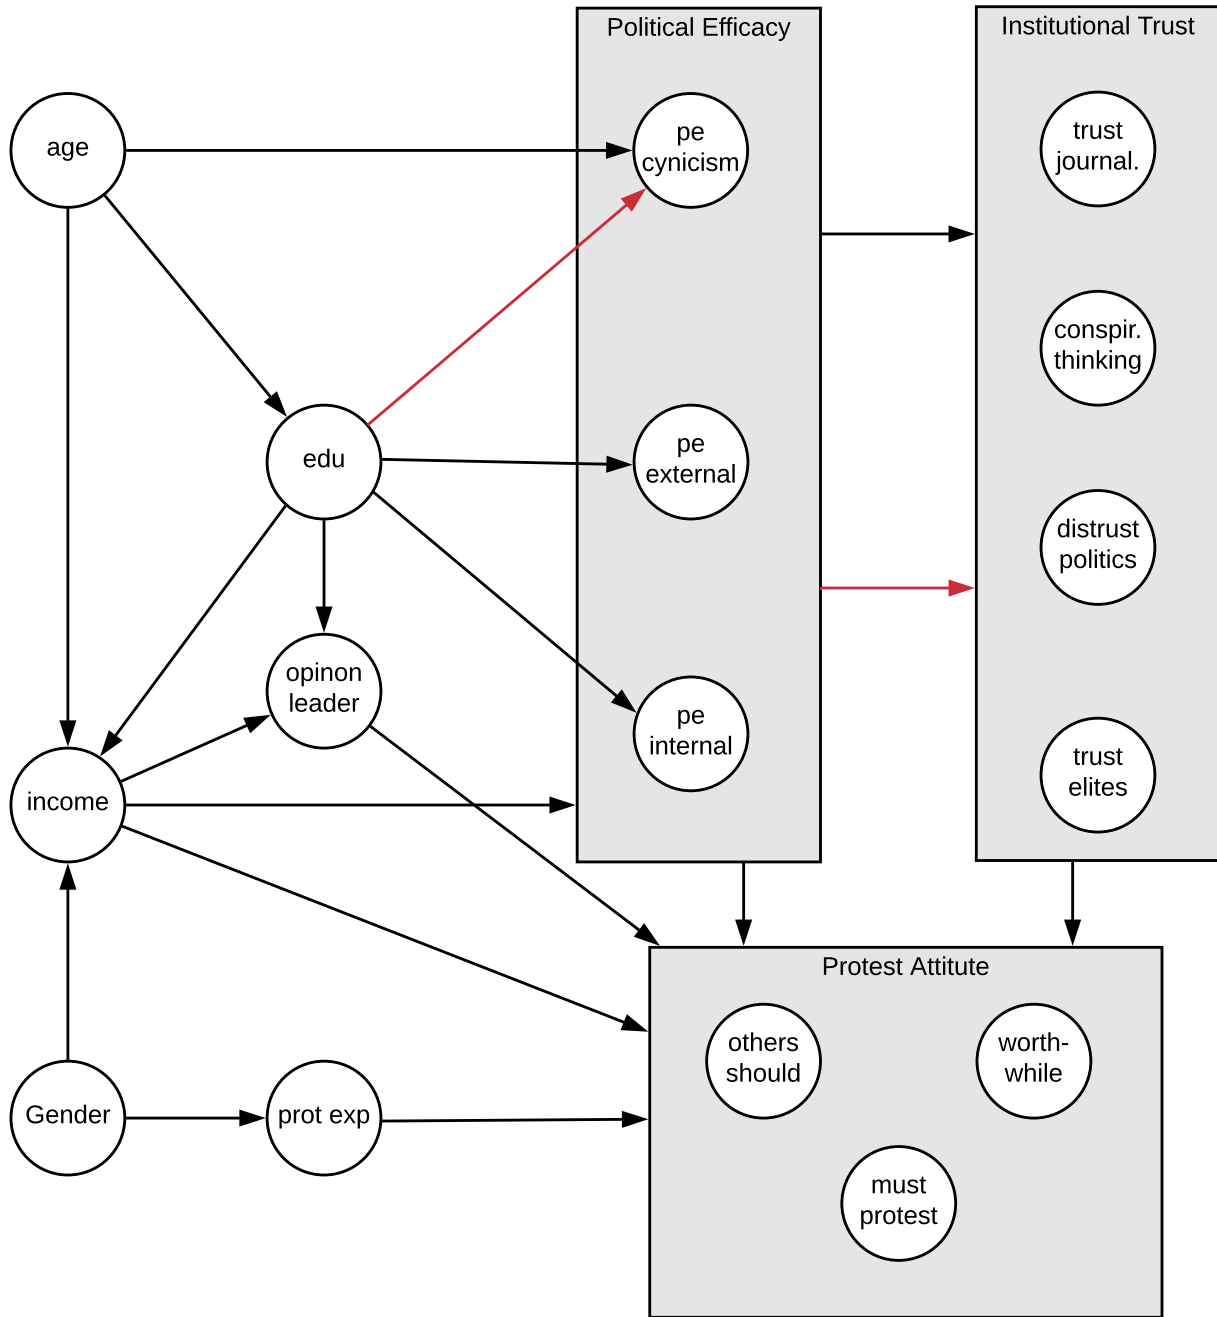 Political Efficacy
Institutional Trust
age
pe
cynicism
trust
journal.
conspir.
thinking
edu
pe
external
distrust
politics
opinon
leader
pe
internal
trust
elites
income
Protest Attitute
others
should
worth-
while
Gender
prot exp
must
protest